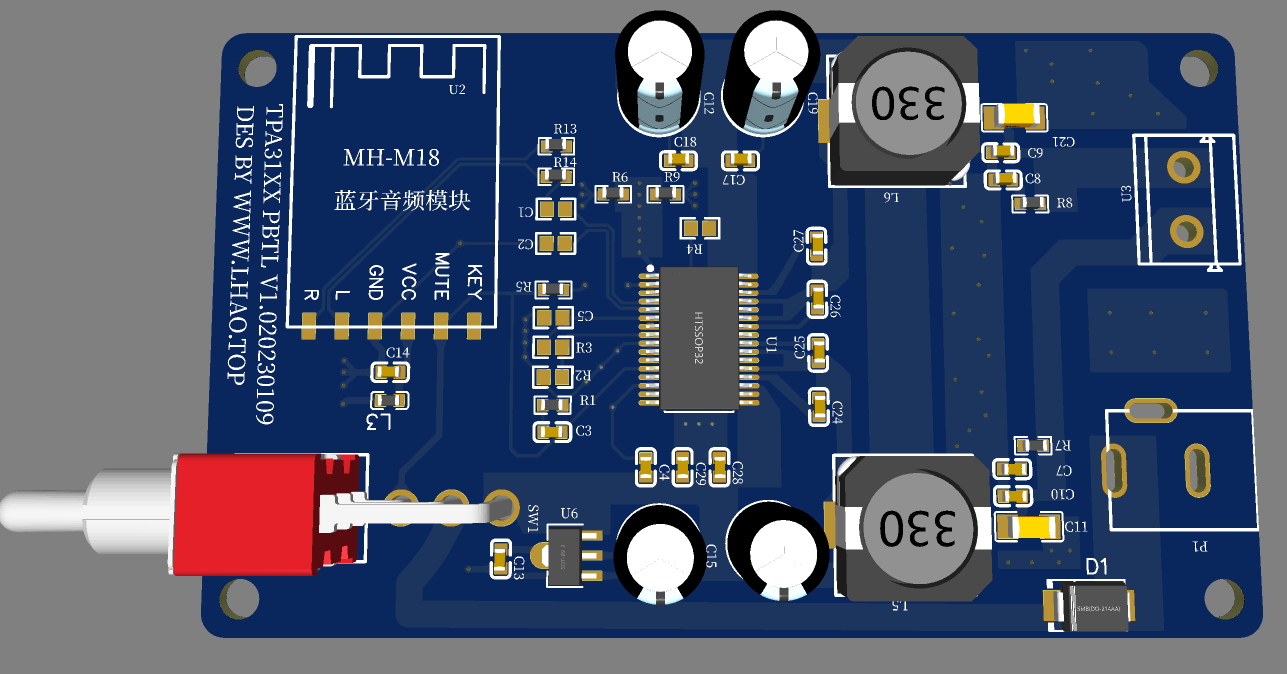 TPA31XX PBTL V1.020230109
DES BY WWW.LHAO.TOP
U2
MH-M18
蓝牙音频模块
R
L
GND
VCC
MUTE
KEY
C14
L3
R13
R14
C1
C2
R5
C5
R3
R2
R1
C3
C12
C19
C18
C17
R6
R9
R4
HTSSOP32
U1
C27
C26
C25
C24
330
L6
C21
C9
C8
R8
U3
C4
C29
C28
SW1
U6
C13
C15
330
L5
R7
C7
C10
C11
P1
D1
SMB(DO-214AA)